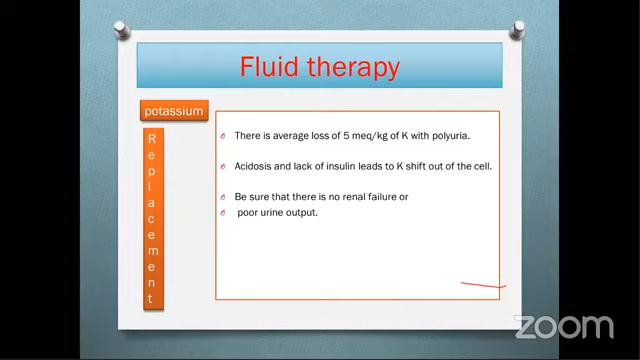 Fluid therapy
potassium
Replacement
There is average loss of 5 meq/kg of K with polyuria.
Acidosis and lack of insulin leads to K shift out of the cell.
Be sure that there is no renal failure or
poor urine output.
zoom